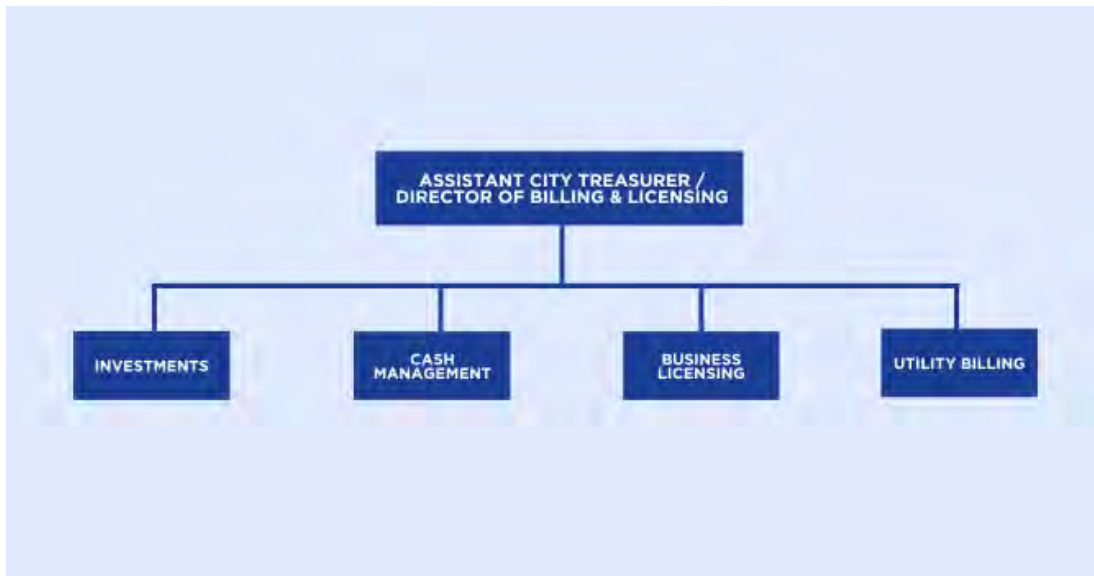 ASSISTANT CITY TREASURER /
DIRECTOR OF BILLING & LICENSING
INVESTMENTS
CASH
MANAGEMENT
BUSINESS
LICENSING
UTILITY BILLING